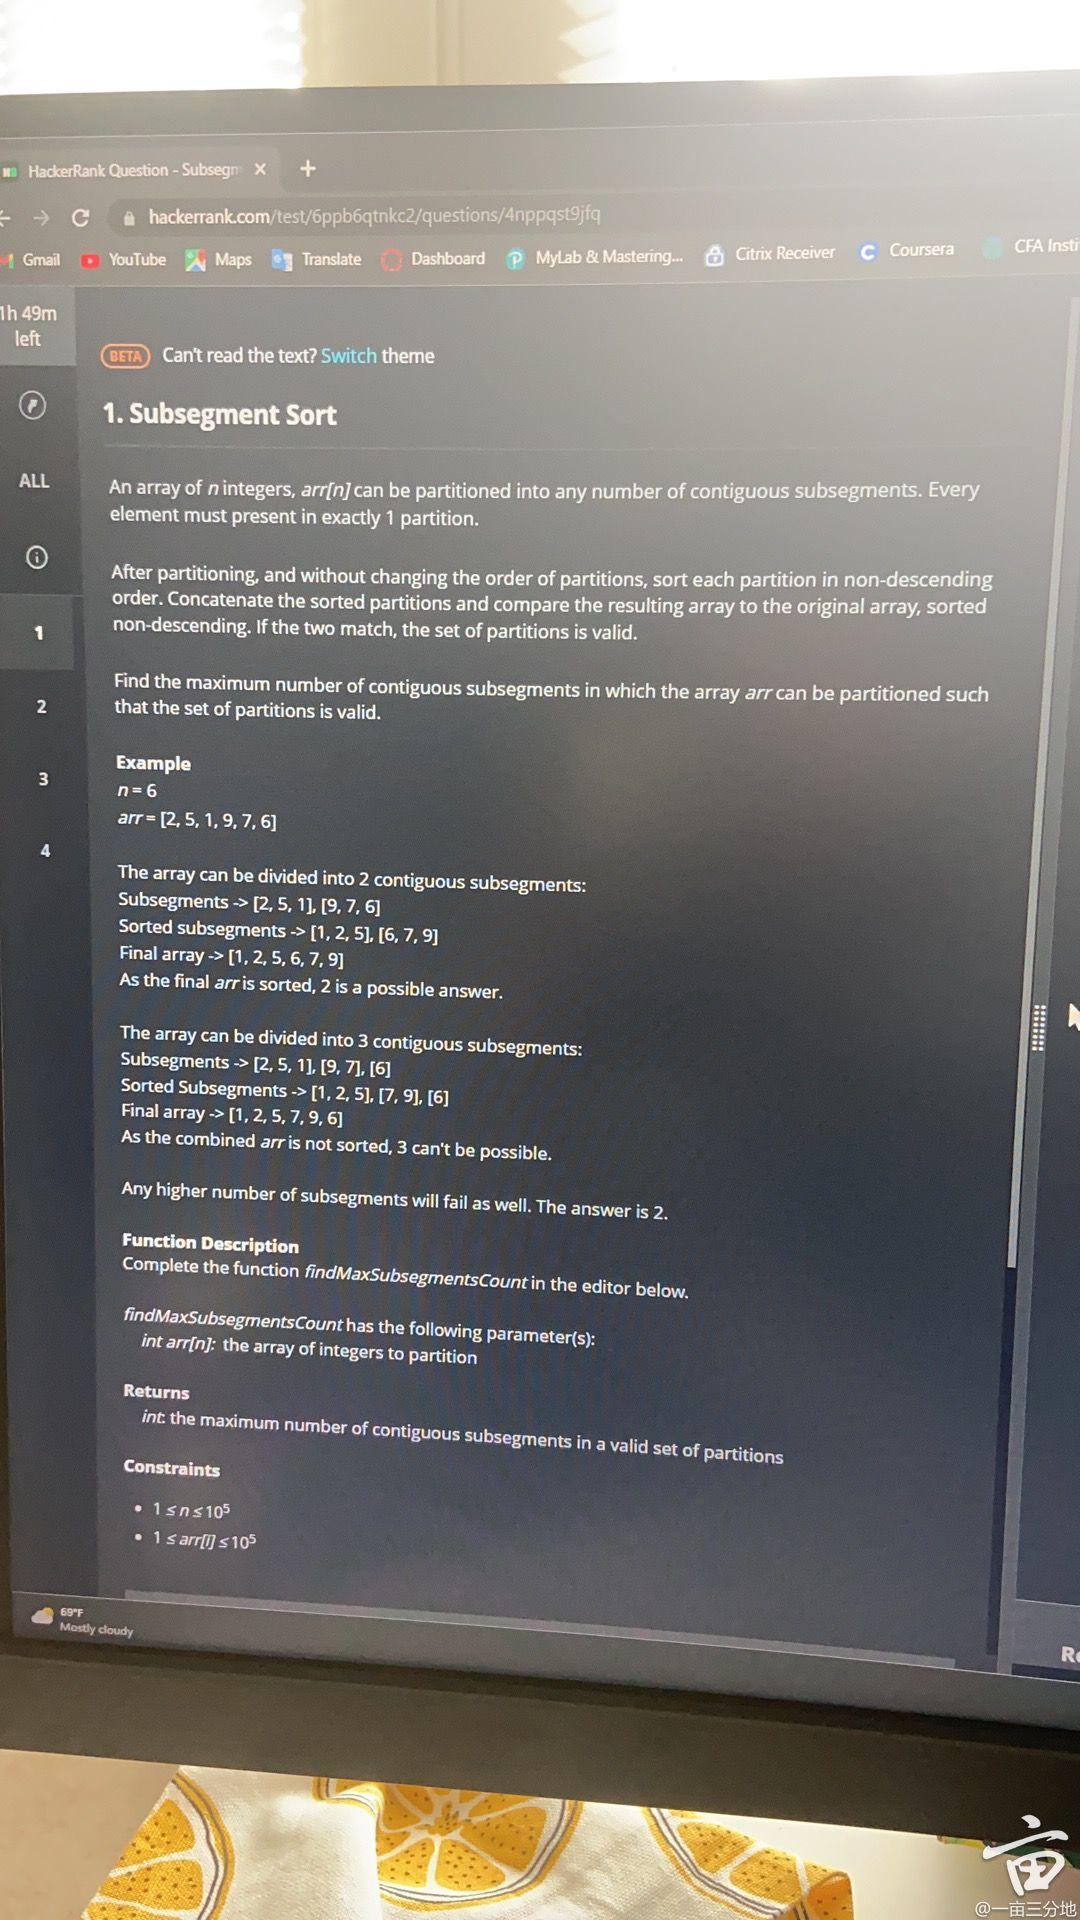 HackerRank Question - Subsegm
hackerrank.com/test/6ppb6qtnkc2/questions/4nppqst9jfq
Gmail YouTube Maps Translate Dashboard MyLab & Mastering... Citrix Receiver Coursera CFA Insti
1h 49m
left
BETA Can't read the text? Switch theme
1. Subsegment Sort
ALL
An array of n integers, arr[n] can be partitioned into any number of contiguous subsegments. Every
element must present in exactly 1 partition.
After partitioning, and without changing the order of partitions, sort each partition in non-descending
order. Concatenate the sorted partitions and compare the resulting array to the original array, sorted
non-descending. If the two match, the set of partitions is valid.
1
Find the maximum number of contiguous subsegments in which the array arr can be partitioned such
that the set of partitions is valid.
2
Example
3
n = 6
arr = [2, 5, 1, 9, 7, 6]
4
The array can be divided into 2 contiguous subsegments:
Subsegments -> [2, 5, 1], [9, 7, 6]
Sorted subsegments -> [1, 2, 5], [6, 7, 9]
Final array -> [1, 2, 5, 6, 7, 9]
As the final arr is sorted, 2 is a possible answer.
The array can be divided into 3 contiguous subsegments:
Subsegments -> [2, 5, 1], [9, 7], [6]
Sorted Subsegments -> [1, 2, 5], [7, 9], [6]
Final array -> [1, 2, 5, 7, 9, 6]
As the combined arr is not sorted, 3 can't be possible.
Any higher number of subsegments will fail as well. The answer is 2.
Function Description
Complete the function findMaxSubsegmentsCount in the editor below.
findMaxSubsegmentsCount has the following parameter(s):
int arr[n]: the array of integers to partition
Returns
int: the maximum number of contiguous subsegments in a valid set of partitions
Constraints
• 1 ≤ n ≤ 10⁵
• 1 ≤ arr[i] ≤ 10⁵
69°F
Mostly cloudy
亩
@一亩三分地